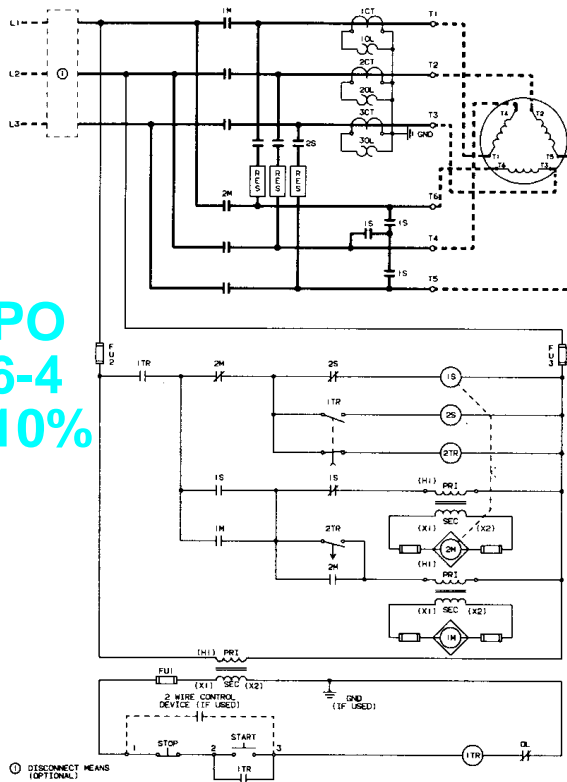 1M 1CT T1
L1
1OL
2CT T2
L2 1
2OL
3CT T3
L3
GND
3OL
2S
RES RES RES
T4 T2
T1 T5
T6 T3
2M T6
1S
1S T4
1S
T5
PO
6-4
10%
FU2 FU3
1TR 2M 2S 1S
1TR 2S
2TR
1S 1S (H1) PRI
SEC
(X1) (X2)
1M 2TR 2M
(H1)
2M PRI
(X1) SEC (X2)
1M
(H1) PRI
FU1
(X1) SEC (X2)
GND
(IF USED)
2 WIRE CONTROL
DEVICE (IF USED)
1 STOP 2 START 3
1TR OL
1TR
1 DISCONNECT MEANS
(OPTIONAL)